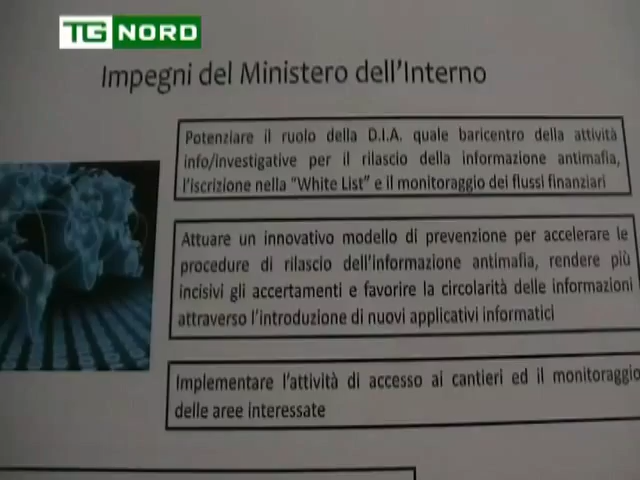 TG NORD
Impegni del Ministero dell'Interno
Potenziare il ruolo della D.I.A. quale baricentro della attività
info/investigative per il rilascio della informazione antimafia,
l'iscrizione nella "White List" e il monitoraggio dei flussi finanziari
Attuare un innovativo modello di prevenzione per accelerare le
procedure di rilascio dell'informazione antimafia, rendere più
incisivi gli accertamenti e favorire la circolarità delle informazioni
attraverso l'introduzione di nuovi applicativi informatici
Implementare l'attività di accesso ai cantieri ed il monitoraggio
delle aree interessate